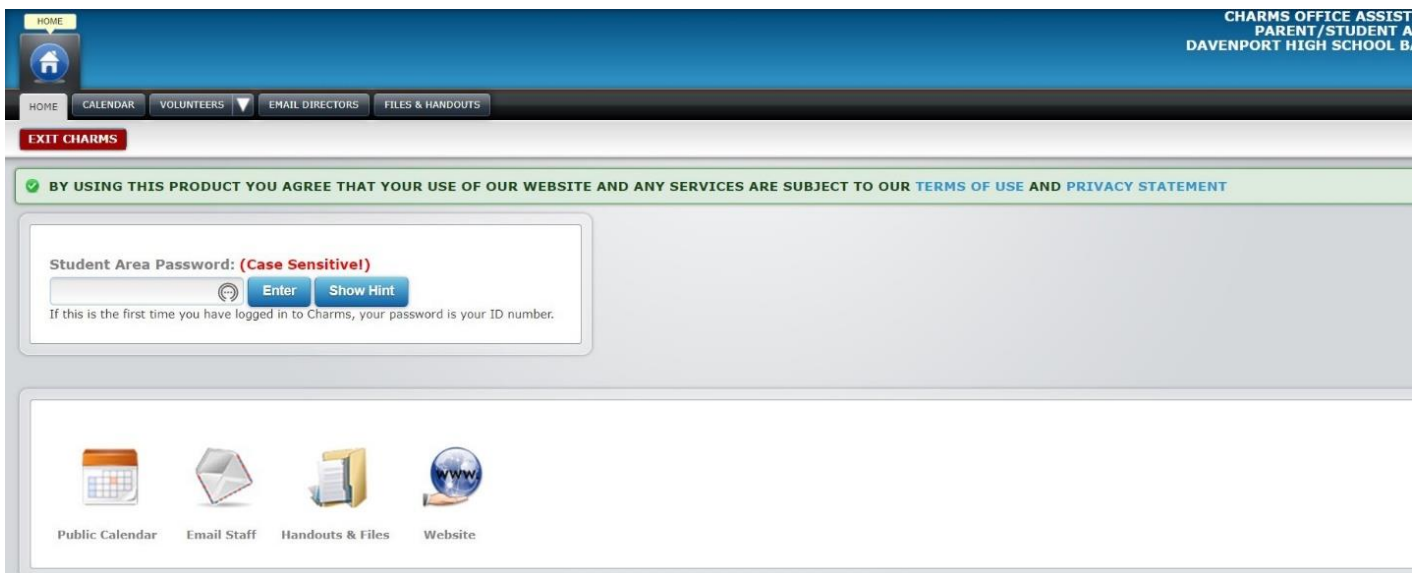 HOME
CHARMS OFFICE ASSIST
PARENT/STUDENT A
DAVENPORT HIGH SCHOOL BA
HOME CALENDAR VOLUNTEERS EMAIL DIRECTORS FILES & HANDOUTS
EXIT CHARMS
BY USING THIS PRODUCT YOU AGREE THAT YOUR USE OF OUR WEBSITE AND ANY SERVICES ARE SUBJECT TO OUR TERMS OF USE AND PRIVACY STATEMENT
Student Area Password: (Case Sensitive!)
Enter Show Hint
If this is the first time you have logged in to Charms, your password is your ID number.
www.
Public Calendar Email Staff Handouts & Files Website